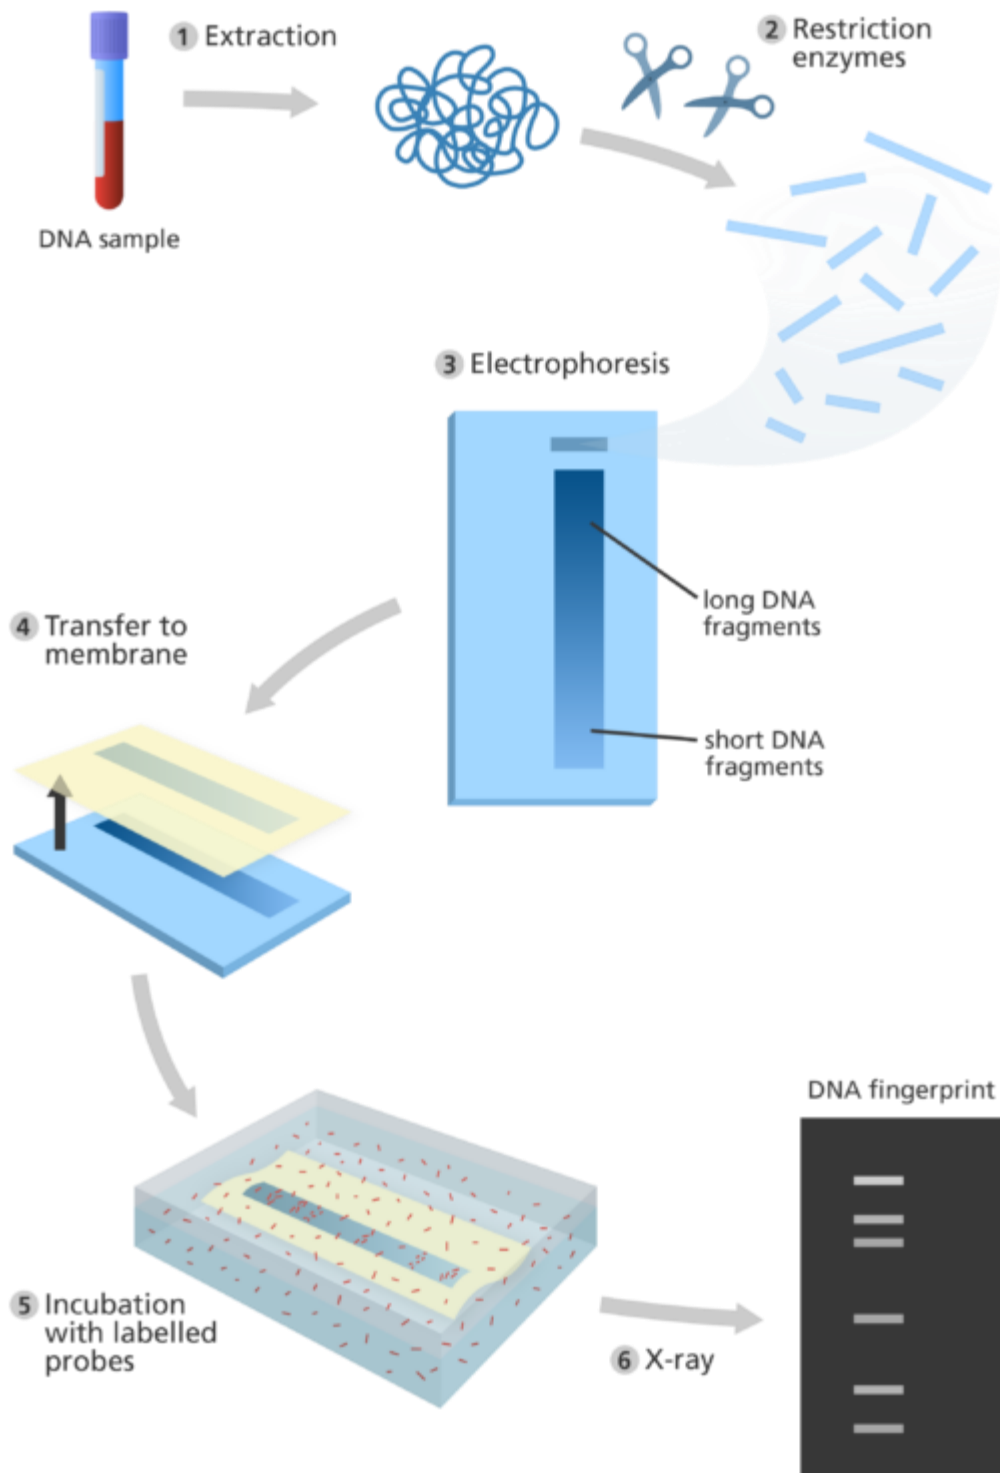 1 Extraction
2 Restriction
enzymes
DNA sample
3 Electrophoresis
long DNA
fragments
short DNA
fragments
4 Transfer to
membrane
5 Incubation
with labelled
probes
6 X-ray
DNA fingerprint